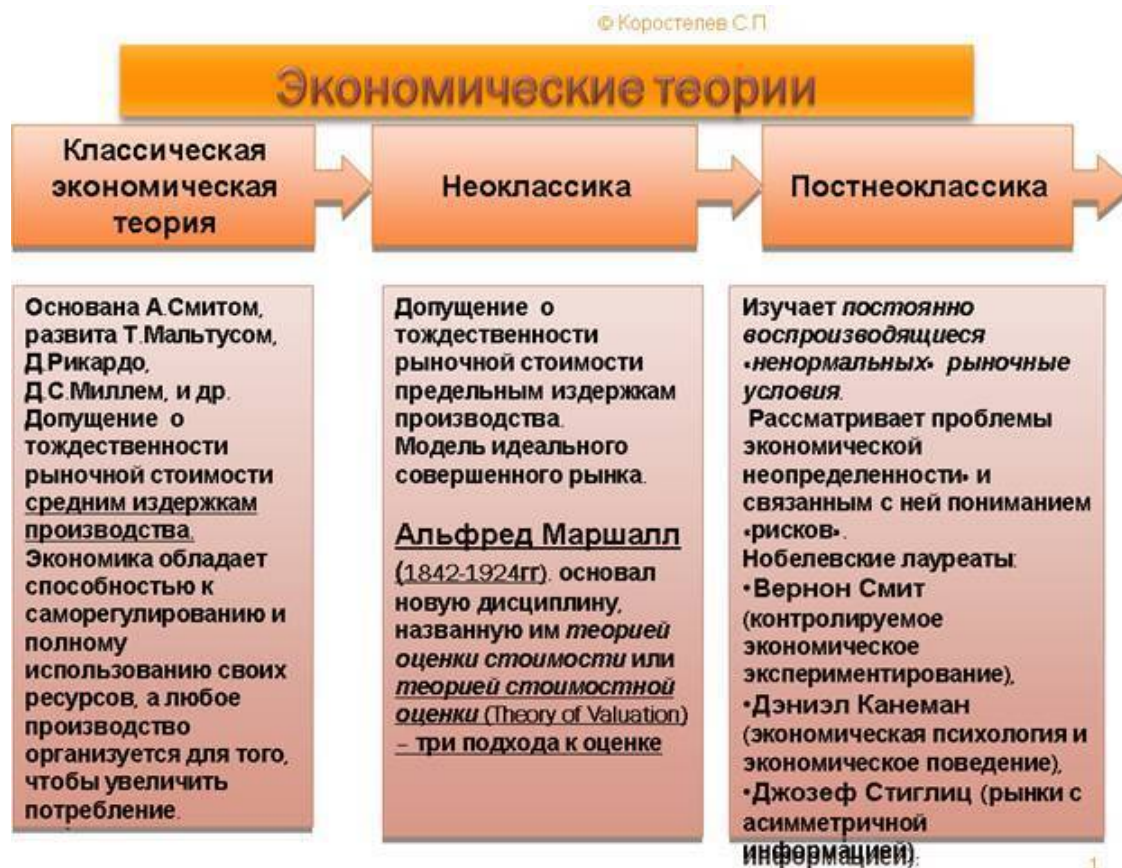 © Коростелев С.П
Экономические теории
Классическая
экономическая
теория
Неоклассика
Постнеоклассика
Основана А.Смитом,
развита Т.Мальтусом,
Д.Рикардо,
Д.С.Миллем, и др.
Допущение о
тождественности
рыночной стоимости
средним издержкам
производства.
Экономика обладает
способностью к
саморегулированию и
полному
использованию своих
ресурсов, а любое
производство
организуется для того,
чтобы увеличить
потребление.
Допущение о
тождественности
рыночной стоимости
предельным издержкам
производства.
Модель идеального
совершенного рынка.
Альфред Маршалл
(1842-1924гг). основал
новую дисциплину,
названную им теорией
оценки стоимости или
теорией стоимостной
оценки (Theory of Valuation)
– три подхода к оценке
Изучает постоянно
воспроизводящиеся
«ненормальных» рыночные
условия.
Рассматривает проблемы
экономической
неопределенности» и
связанным с ней пониманием
«рисков».
Нобелевские лауреаты:
•Вернон Смит
(контролируемое
экономическое
экспериментирование),
•Дэниэл Канеман
(экономическая психология и
экономическое поведение),
•Джозеф Стиглиц (рынки с
асимметричной
информацией).
1